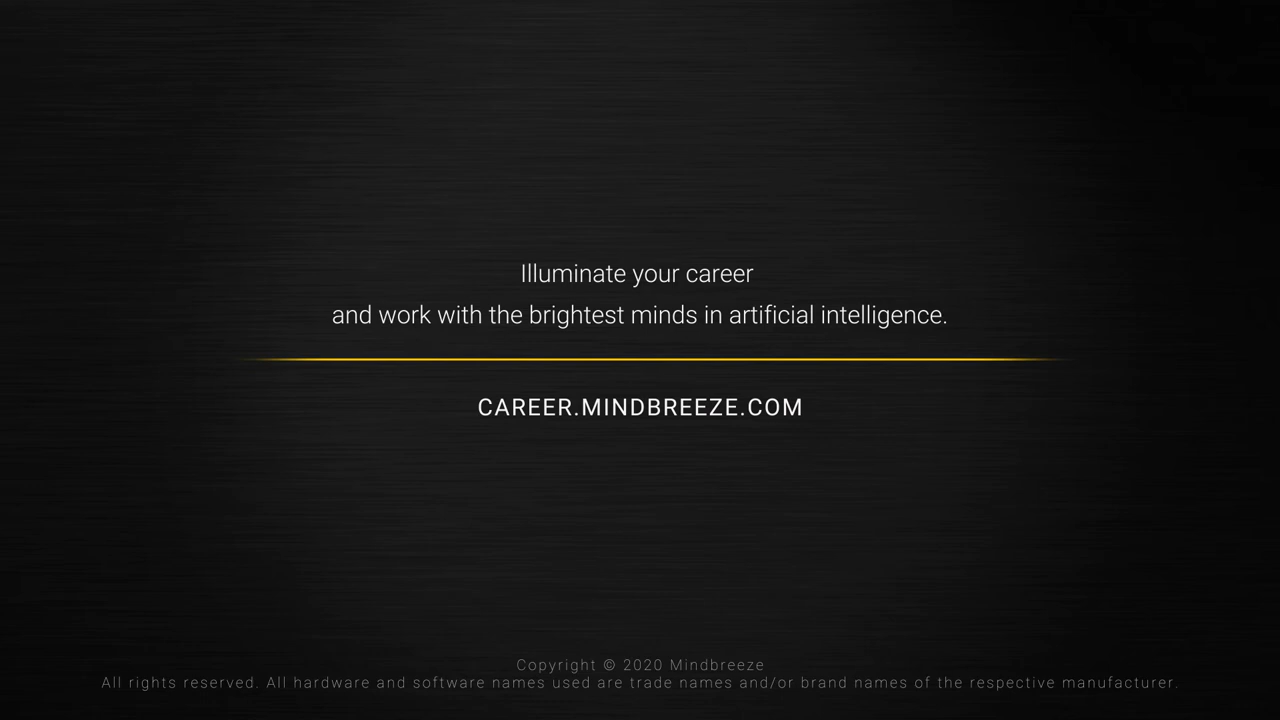 Illuminate your career
and work with the brightest minds in artificial intelligence.
CAREER.MINDBREEZE.COM
Copyright © 2020 Mindbreeze
All rights reserved. All hardware and software names used are trade names and/or brand names of the respective manufacturer.